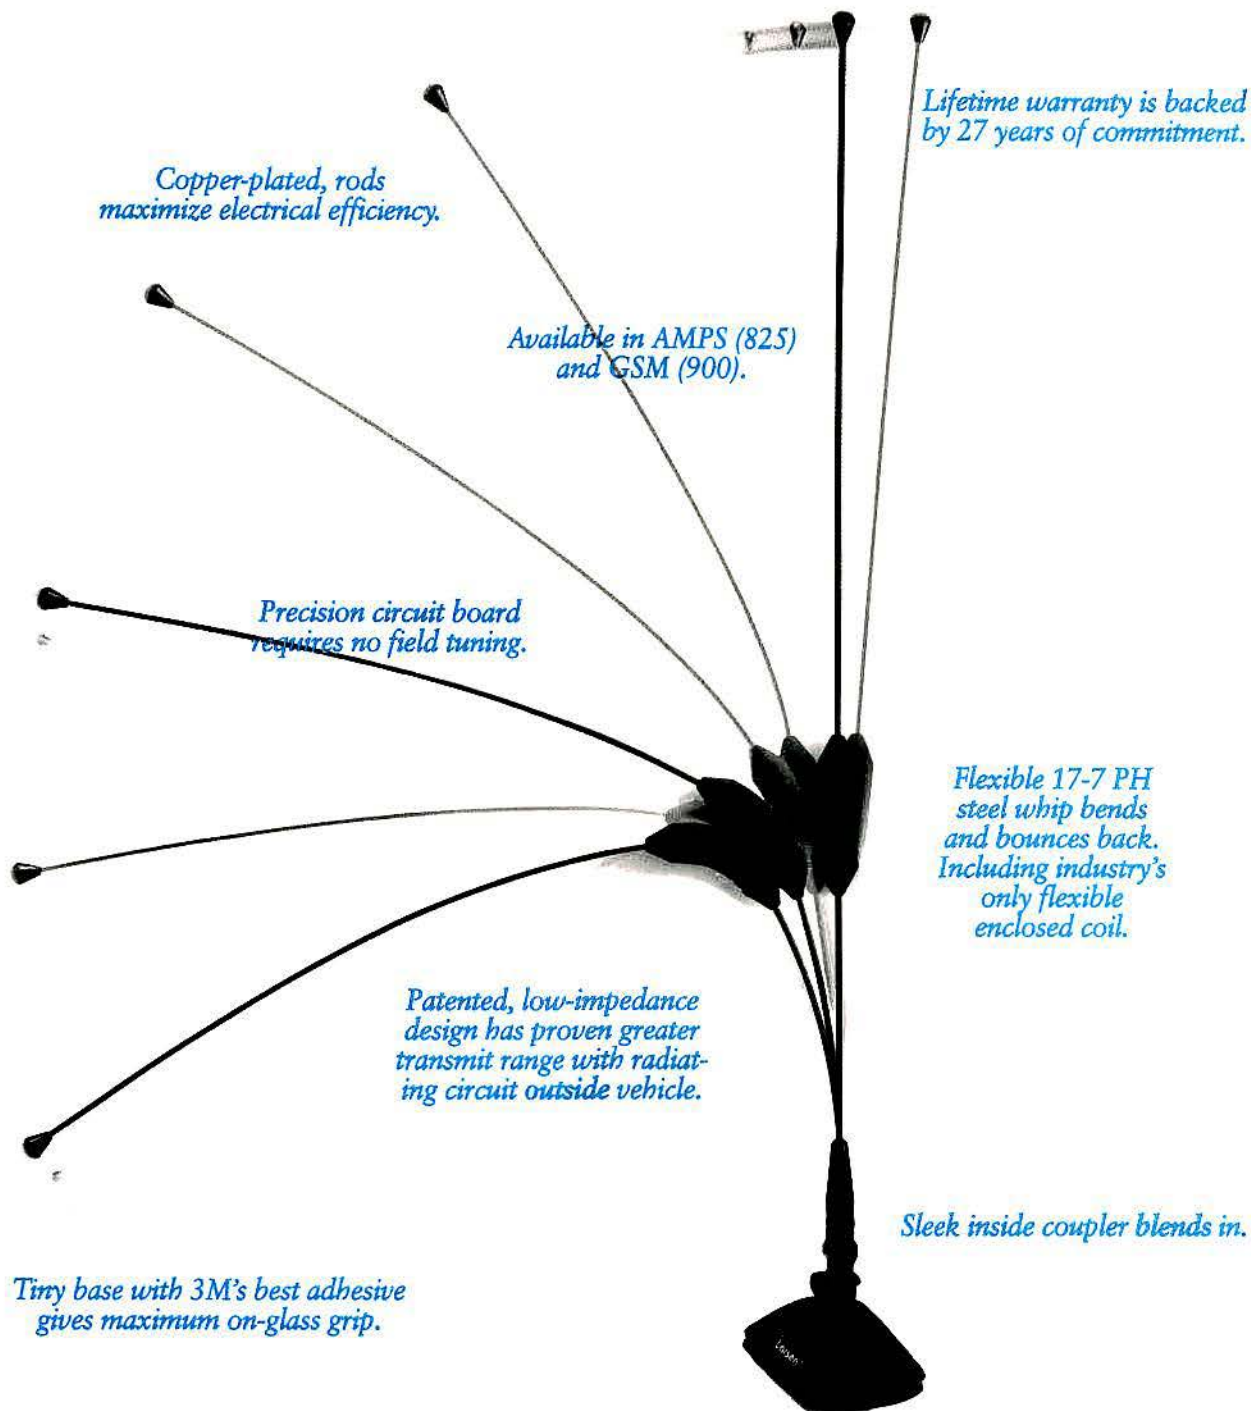 Lifetime warranty is backed
by 27 years of commitment.
Copper-plated, rods
maximize electrical efficiency.
Available in AMPS (825)
and GSM (900).
Precision circuit board
requires no field tuning.
Flexible 17-7 PH
steel whip bends
and bounces back.
Including industry's
only flexible
enclosed coil.
Patented, low-impedance
design has proven greater
transmit range with radiat-
ing circuit outside vehicle.
Sleek inside coupler blends in.
Tiny base with 3M's best adhesive
gives maximum on-glass grip.
Larsen